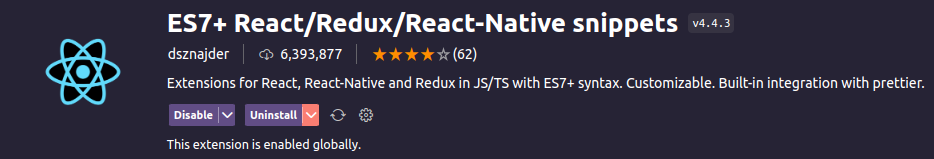 ES7+ React/Redux/React-Native snippets v4.4.3
dsznajder 6,393,877 (62)
Extensions for React, React-Native and Redux in JS/TS with ES7+ syntax. Customizable. Built-in integration with prettier.
Disable Uninstall
This extension is enabled globally.